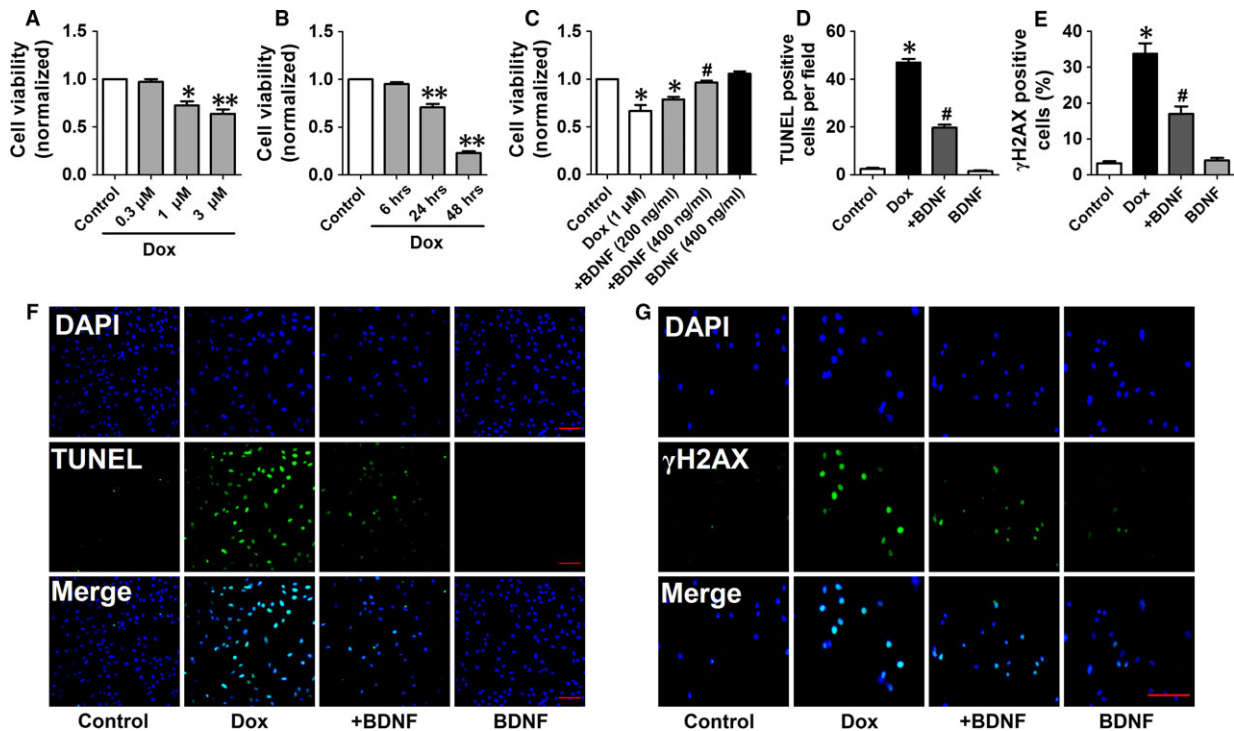 A
Cell viability
(normalized)
1.5
1.0
0.5
0.0
Control
0.3 µM
1 µM
3 µM
Dox
*
**
B
Cell viability
(normalized)
1.5
1.0
0.5
0.0
Control
6 hrs
24 hrs
48 hrs
Dox
**
**
C
Cell viability
(normalized)
1.5
1.0
0.5
0.0
Control
Dox (1 µM)
+BDNF (200 ng/ml)
+BDNF (400 ng/ml)
BDNF (400 ng/ml)
*
*
#
D
TUNEL positive
cells per field
60
40
20
0
Control
Dox
+BDNF
BDNF
*
#
E
γH2AX positive
cells (%)
40
30
20
10
0
Control
Dox
+BDNF
BDNF
*
#
F
DAPI
TUNEL
Merge
Control
Dox
+BDNF
BDNF
G
DAPI
γH2AX
Merge
Control
Dox
+BDNF
BDNF